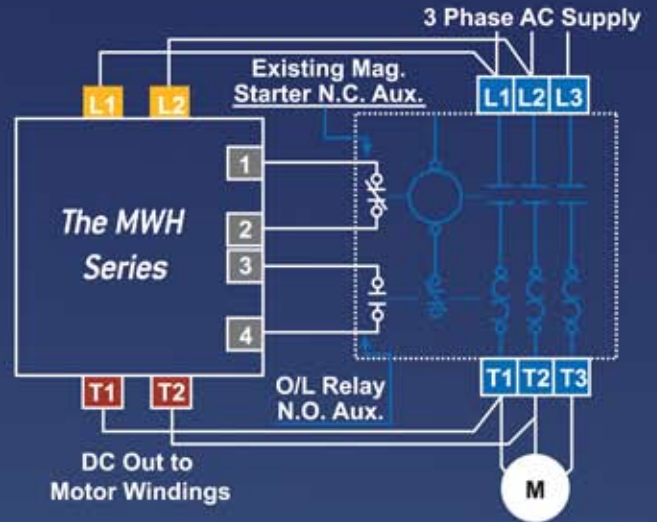 3 Phase AC Supply
Existing Mag.
Starter N.C. Aux.
L1 L2
L1 L2 L3
The MWH
Series
1
2
3
4
O/L Relay
N.O. Aux.
T1 T2
T1 T2 T3
DC Out to
Motor Windings
M